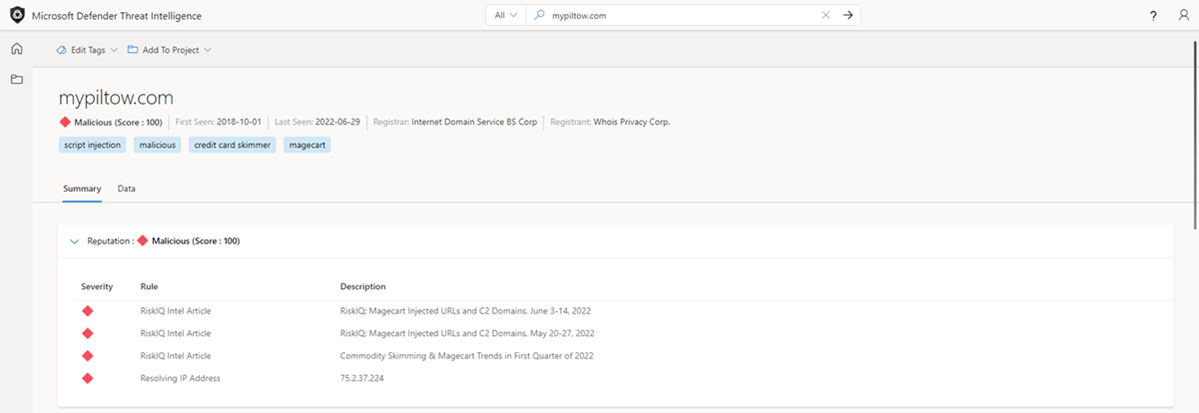 Microsoft Defender Threat Intelligence All mypiltow.com ?
Edit Tags Add To Project
mypiltow.com
Malicious (Score : 100) First Seen: 2018-10-01 Last Seen: 2022-06-29 Registrar: Internet Domain Service BS Corp Registrant: Whois Privacy Corp.
script injection malicious credit card skimmer magecart
Summary Data
Reputation : Malicious (Score : 100)
Severity Rule Description
RiskIQ Intel Article RiskIQ: Magecart Injected URLs and C2 Domains, June 3-14, 2022
RiskIQ Intel Article RiskIQ: Magecart Injected URLs and C2 Domains, May 20-27, 2022
RiskIQ Intel Article Commodity Skimming & Magecart Trends in First Quarter of 2022
Resolving IP Address 75.2.37.224